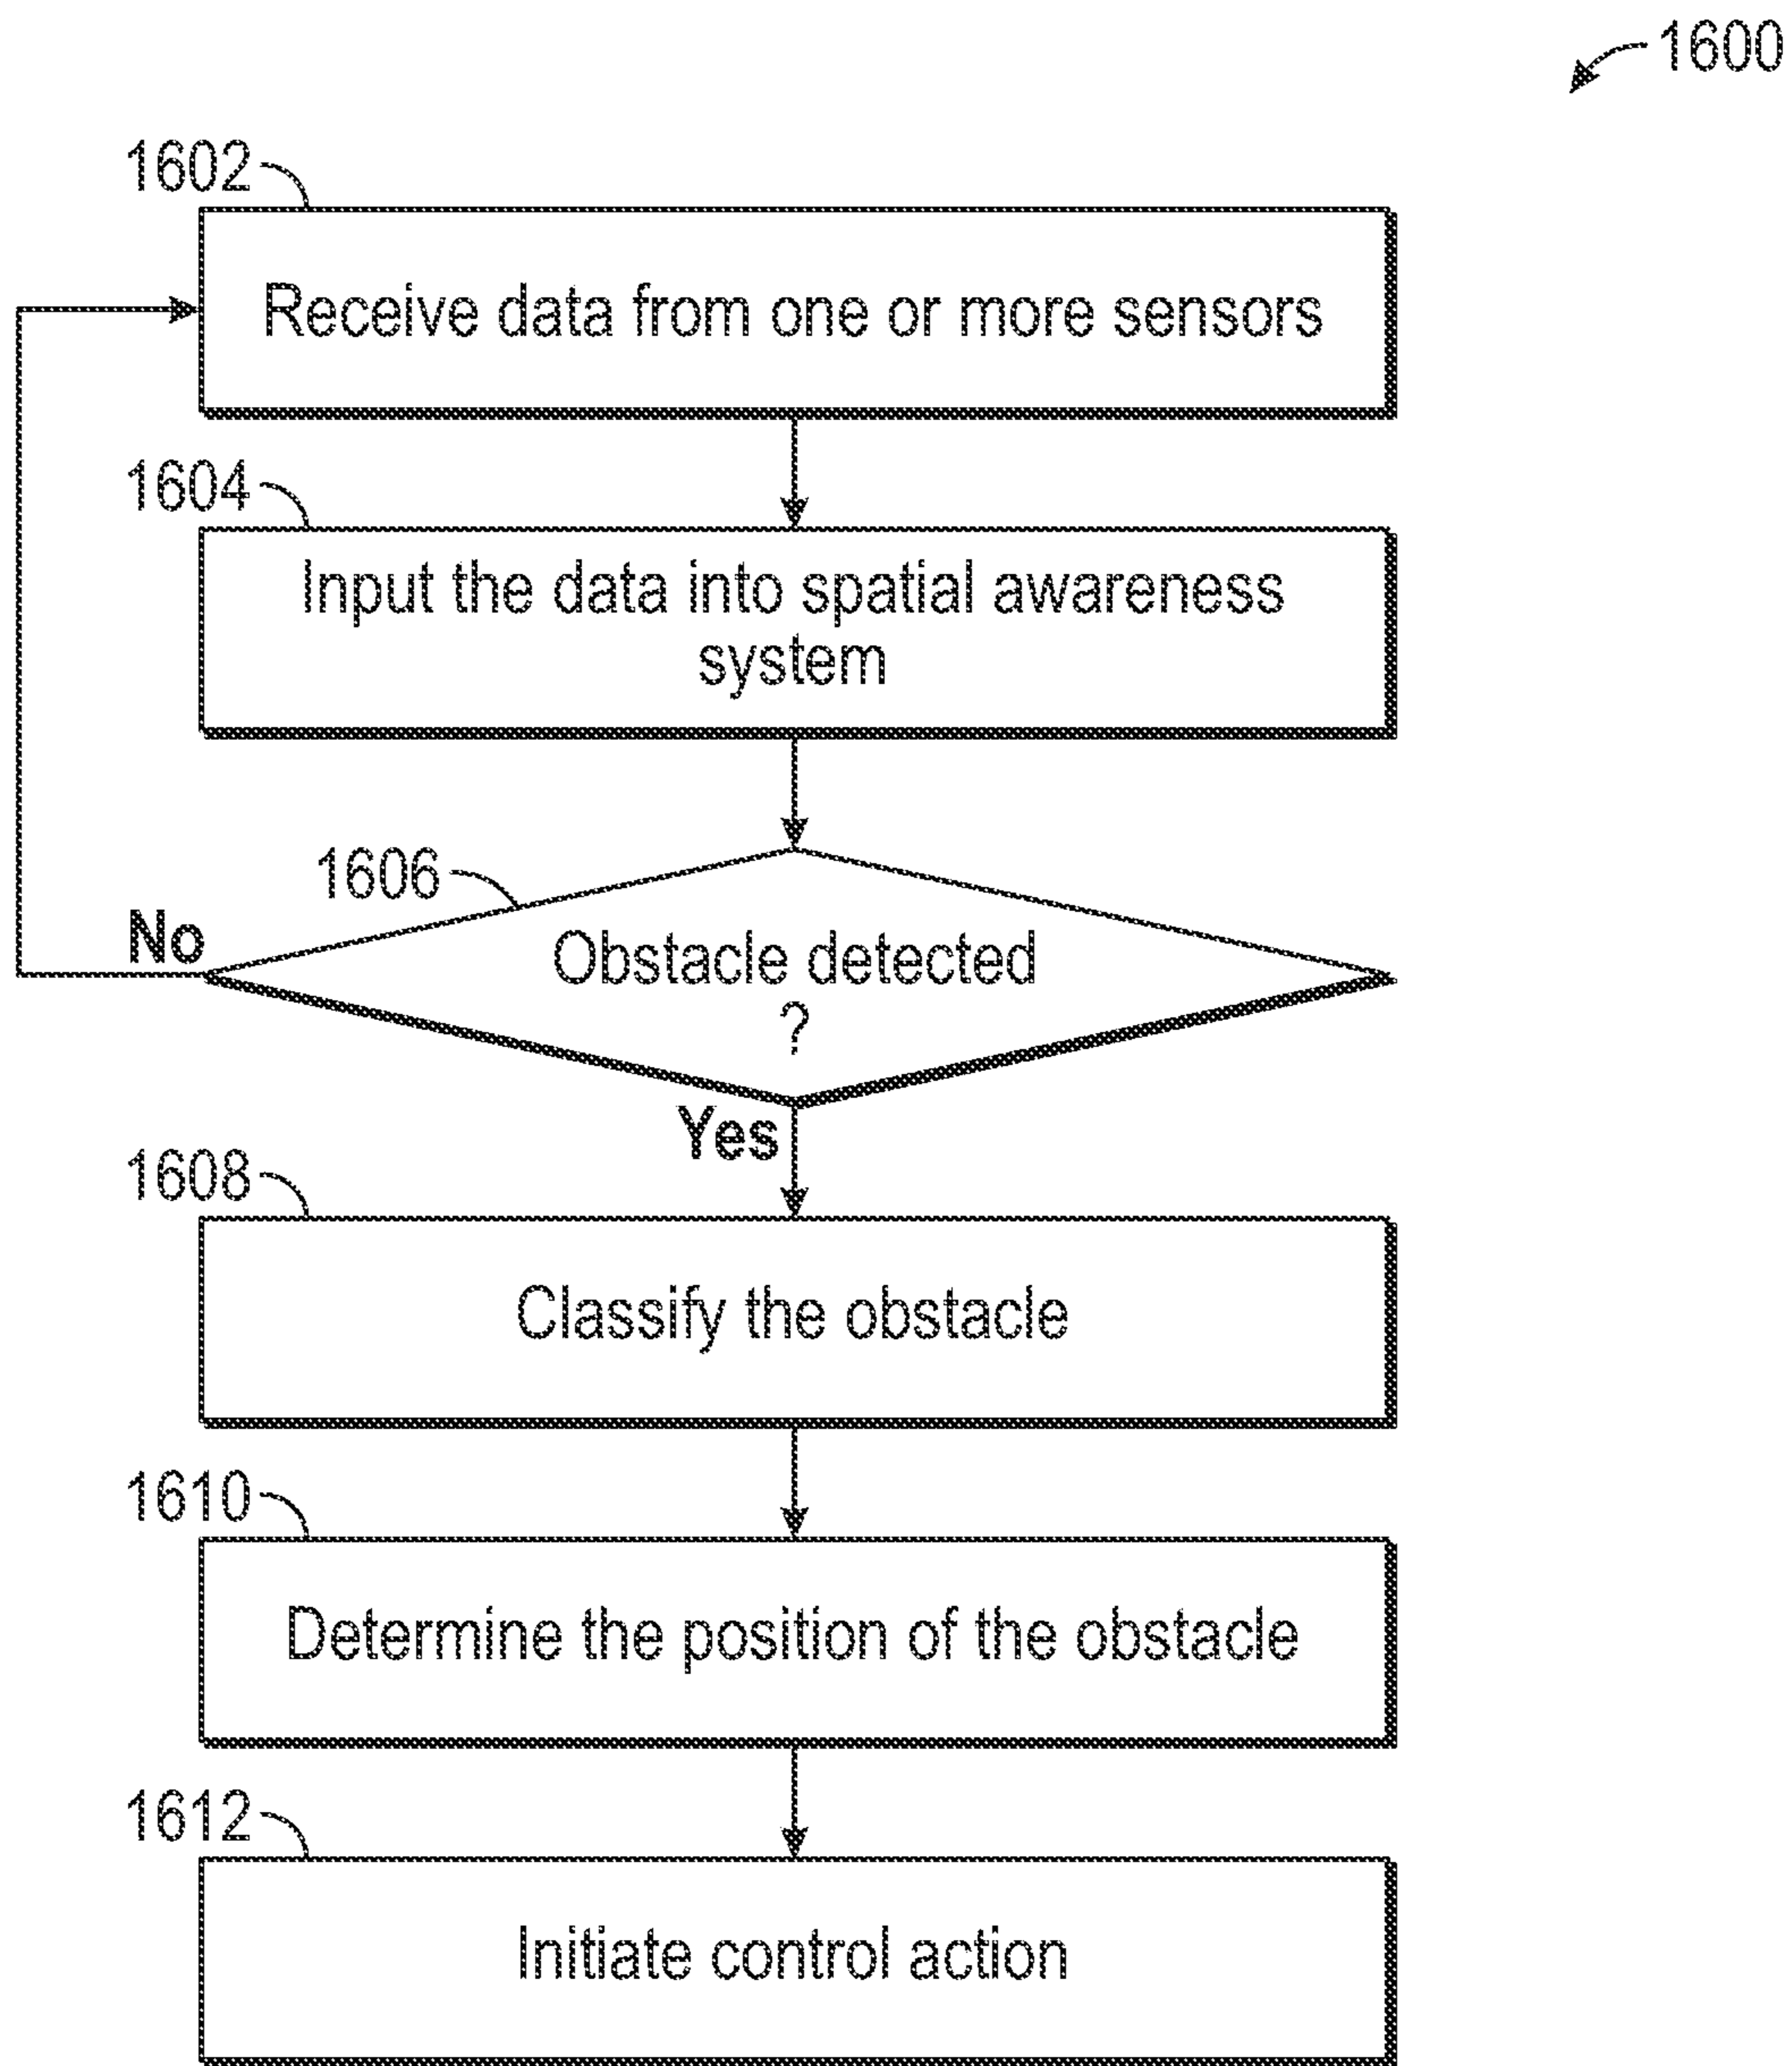 1600
1602
Receive data from one or more sensors
1604
Input the data into spatial awareness
system
1606
No
Obstacle detected
?
Yes
1608
Classify the obstacle
1610
Determine the position of the obstacle
1612
Initiate control action